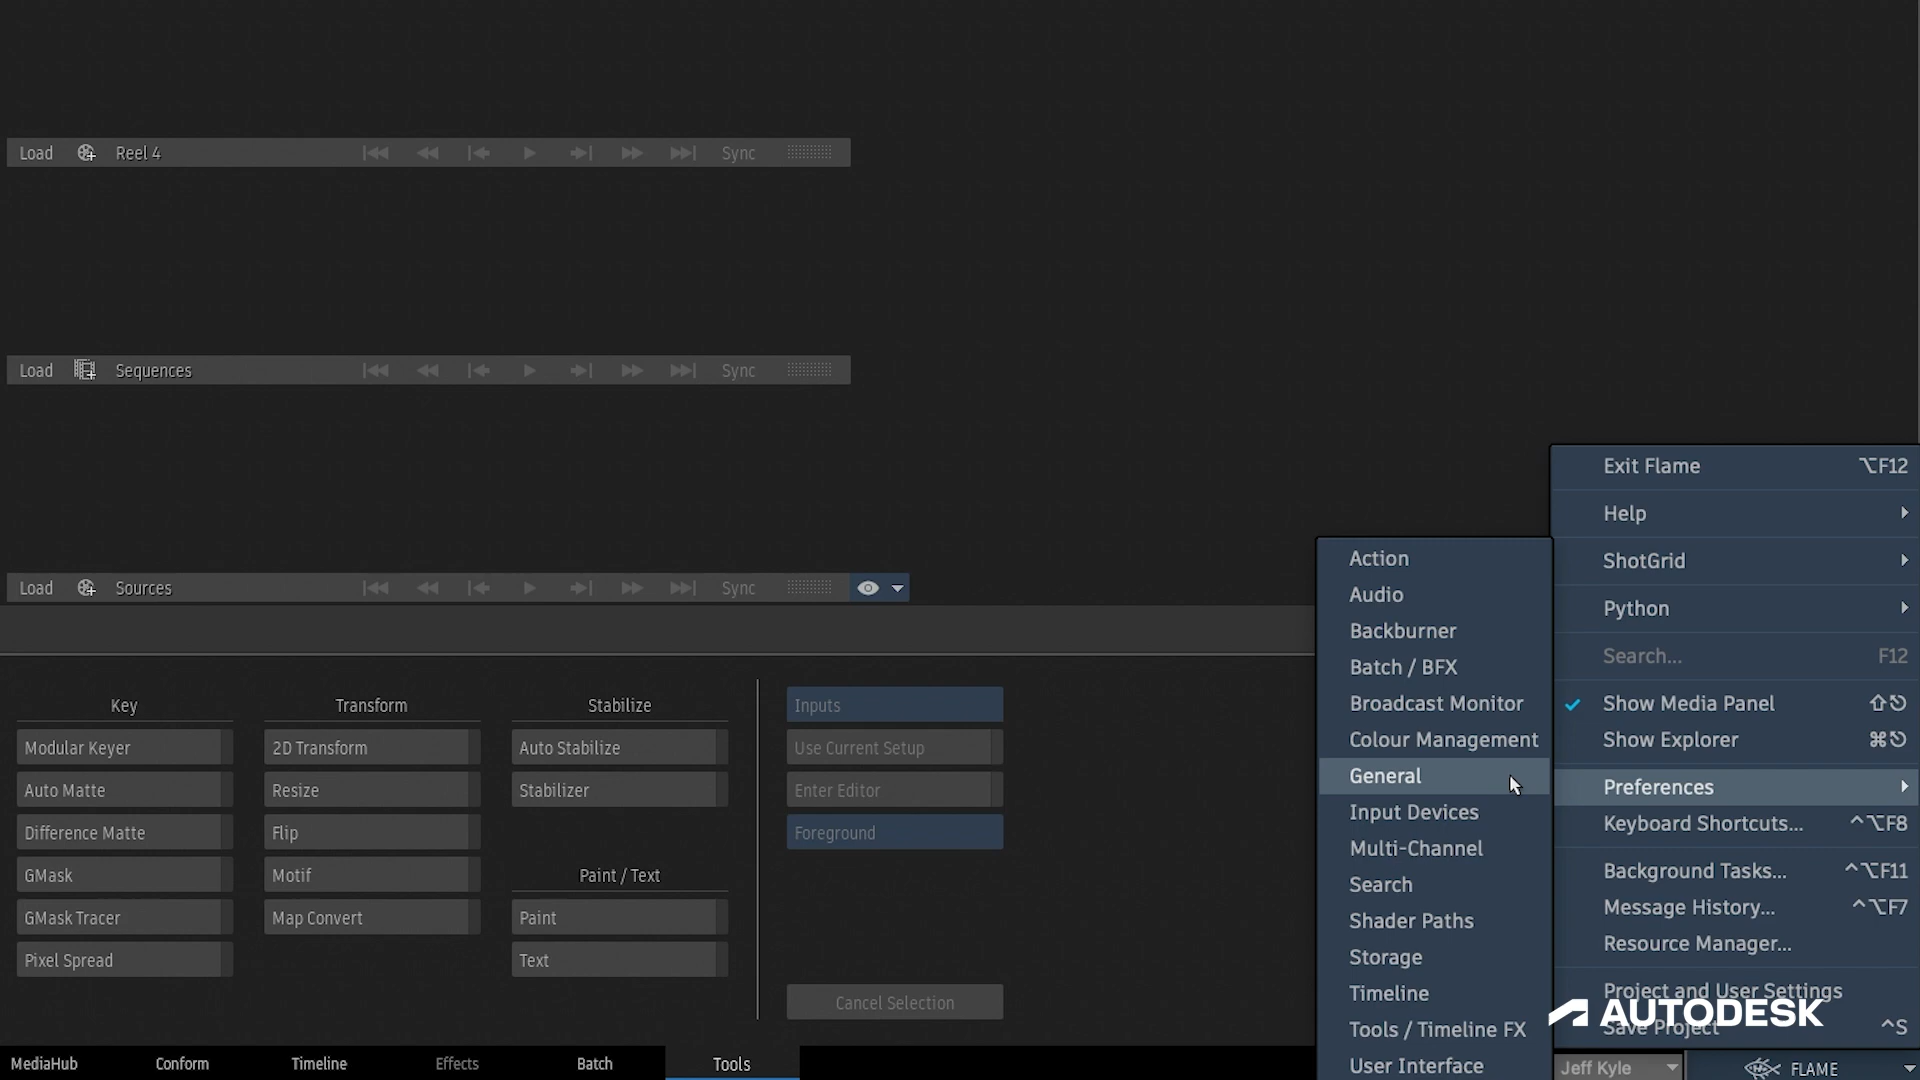 Load Reel 4 Sync
Load Sequences Sync
Load Sources Sync
Key
Modular Keyer
Auto Matte
Difference Matte
GMask
GMask Tracer
Pixel Spread
Transform
2D Transform
Resize
Flip
Motif
Map Convert
Stabilize
Auto Stabilize
Stabilizer
Paint / Text
Paint
Text
Inputs
Use Current Setup
Enter Editor
Foreground
Cancel Selection
Action
Audio
Backburner
Batch / BFX
Broadcast Monitor
Colour Management
General
Input Devices
Multi-Channel
Search
Shader Paths
Storage
Timeline
Tools / Timeline FX
User Interface
Exit Flame ⌥F12
Help
ShotGrid
Python
Search... F12
Show Media Panel ⇧⎋
Show Explorer ⌘⎋
Preferences
Keyboard Shortcuts... ^⌥F8
Background Tasks... ^⌥F11
Message History... ^⌥F7
Resource Manager...
Project and User Settings
Save Project ^S
AUTODESK
MediaHub Conform Timeline Effects Batch Tools
Jeff Kyle FLAME